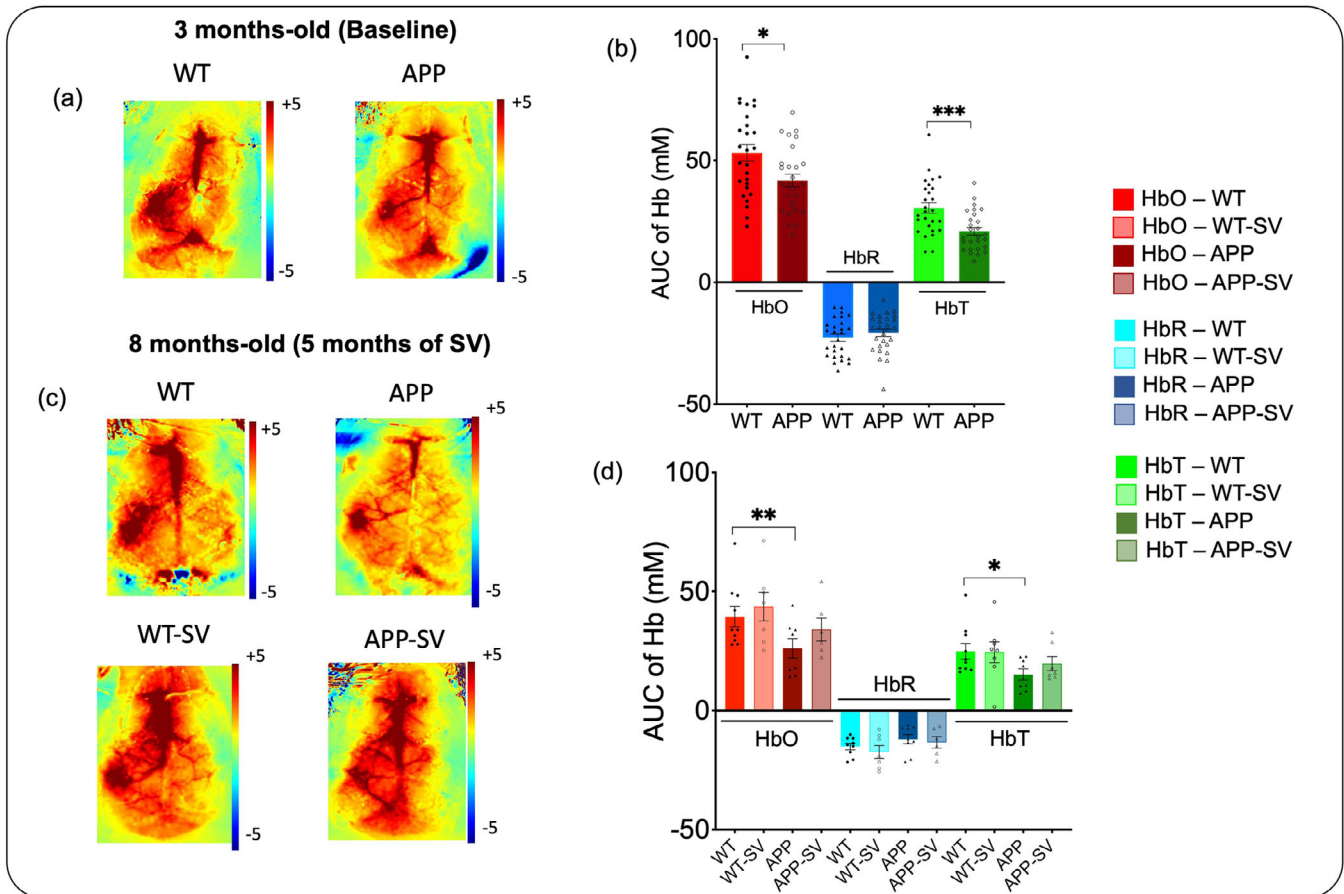 3 months-old (Baseline)
(a)
WT
APP
+5
-5
+5
-5
(b)
AUC of Hb (mM)
100
50
0
-50
*
***
HbR
HbO
HbT
WT APP WT APP WT APP
8 months-old (5 months of SV)
(c)
WT
APP
+5
-5
+5
-5
WT-SV
APP-SV
+5
-5
+5
-5
(d)
AUC of Hb (mM)
100
50
0
-50
**
*
HbR
HbO
HbT
WT WT-SV APP APP-SV WT WT-SV APP APP-SV WT WT-SV APP APP-SV
HbO – WT
HbO – WT-SV
HbO – APP
HbO – APP-SV
HbR – WT
HbR – WT-SV
HbR – APP
HbR – APP-SV
HbT – WT
HbT – WT-SV
HbT – APP
HbT – APP-SV